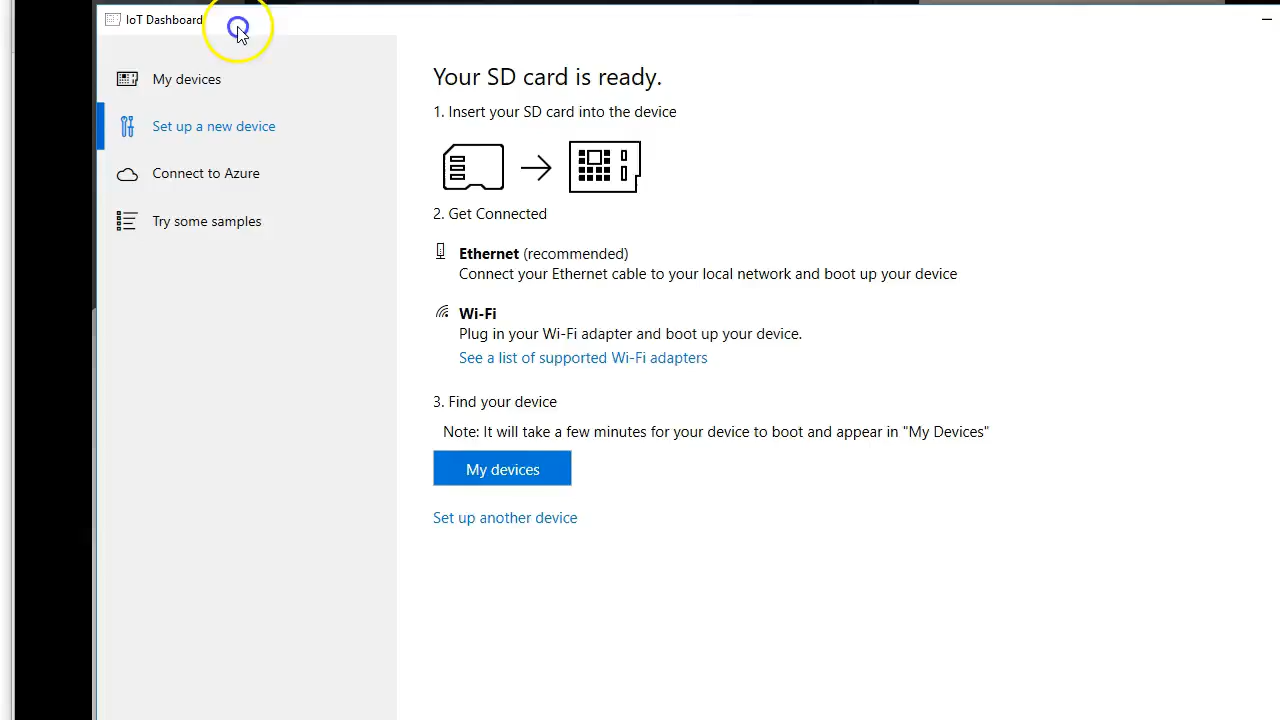 IoT Dashboard
My devices
Set up a new device
Connect to Azure
Try some samples
Your SD card is ready.
1. Insert your SD card into the device
2. Get Connected
Ethernet (recommended)
Connect your Ethernet cable to your local network and boot up your device
Wi-Fi
Plug in your Wi-Fi adapter and boot up your device.
See a list of supported Wi-Fi adapters
3. Find your device
Note: It will take a few minutes for your device to boot and appear in "My Devices"
My devices
Set up another device